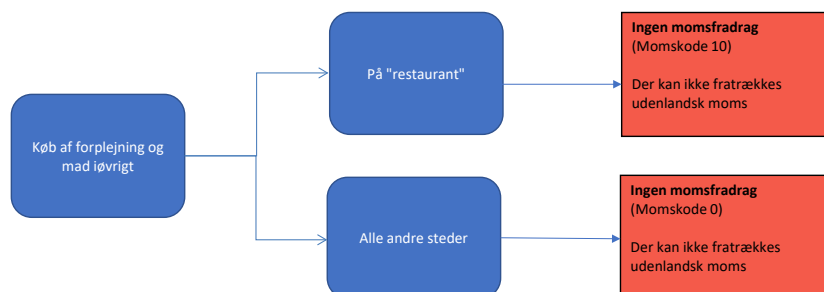 Køb af forplejning og
mad iøvrigt
På "restaurant"
Ingen momsfradrag
(Momskode 10)
Der kan ikke fratrækkes
udenlandsk moms
Alle andre steder
Ingen momsfradrag
(Momskode 0)
Der kan ikke fratrækkes
udenlandsk moms